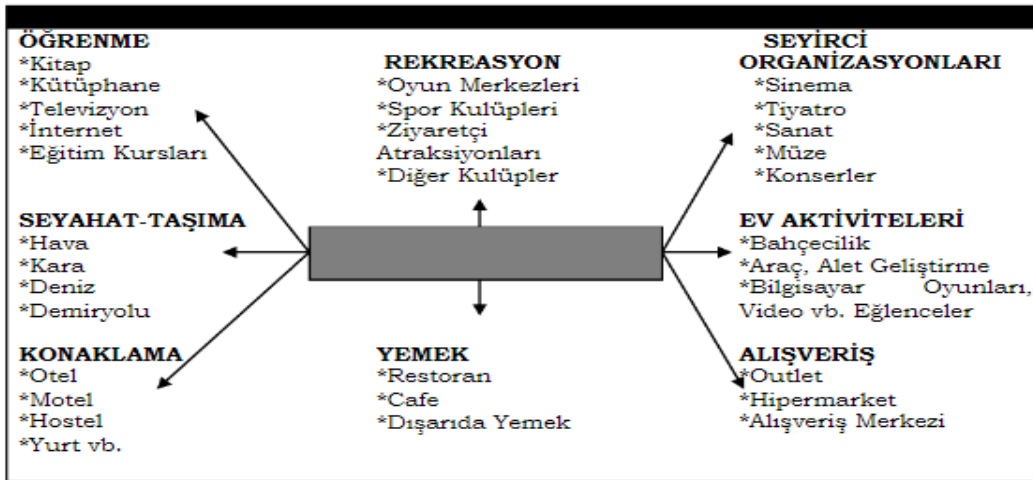 ÖĞRENME
*Kitap
*Kütüphane
*Televizyon
*İnternet
*Eğitim Kursları
REKREASYON
*Oyun Merkezleri
*Spor Kulüpleri
*Ziyaretçi
Atraksiyonları
*Diğer Kulüpler
SEYİRCİ
ORGANİZASYONLARI
*Sinema
*Tiyatro
*Sanat
*Müze
*Konserler
SEYAHAT-TAŞIMA
*Hava
*Kara
*Deniz
*Demiryolu
EV AKTİVİTELERİ
*Bahçecilik
*Araç, Alet Geliştirme
*Bilgisayar Oyunları,
Video vb. Eğlenceler
KONAKLAMA
*Otel
*Motel
*Hostel
*Yurt vb.
YEMEK
*Restoran
*Cafe
*Dışarıda Yemek
ALIŞVERİŞ
*Outlet
*Hipermarket
*Alışveriş Merkezi